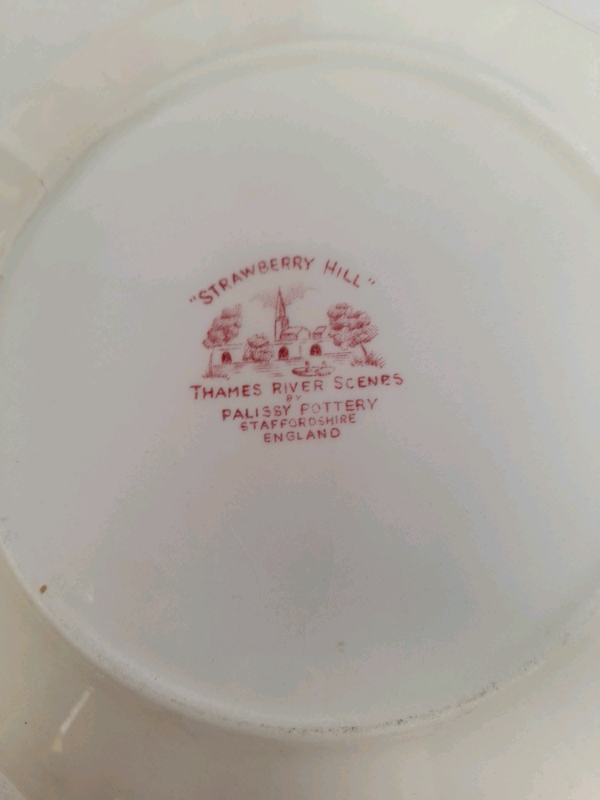 "STRAWBERRY HILL"
THAMES RIVER SCENES
BY
PALISSY POTTERY
STAFFORDSHIRE
ENGLAND